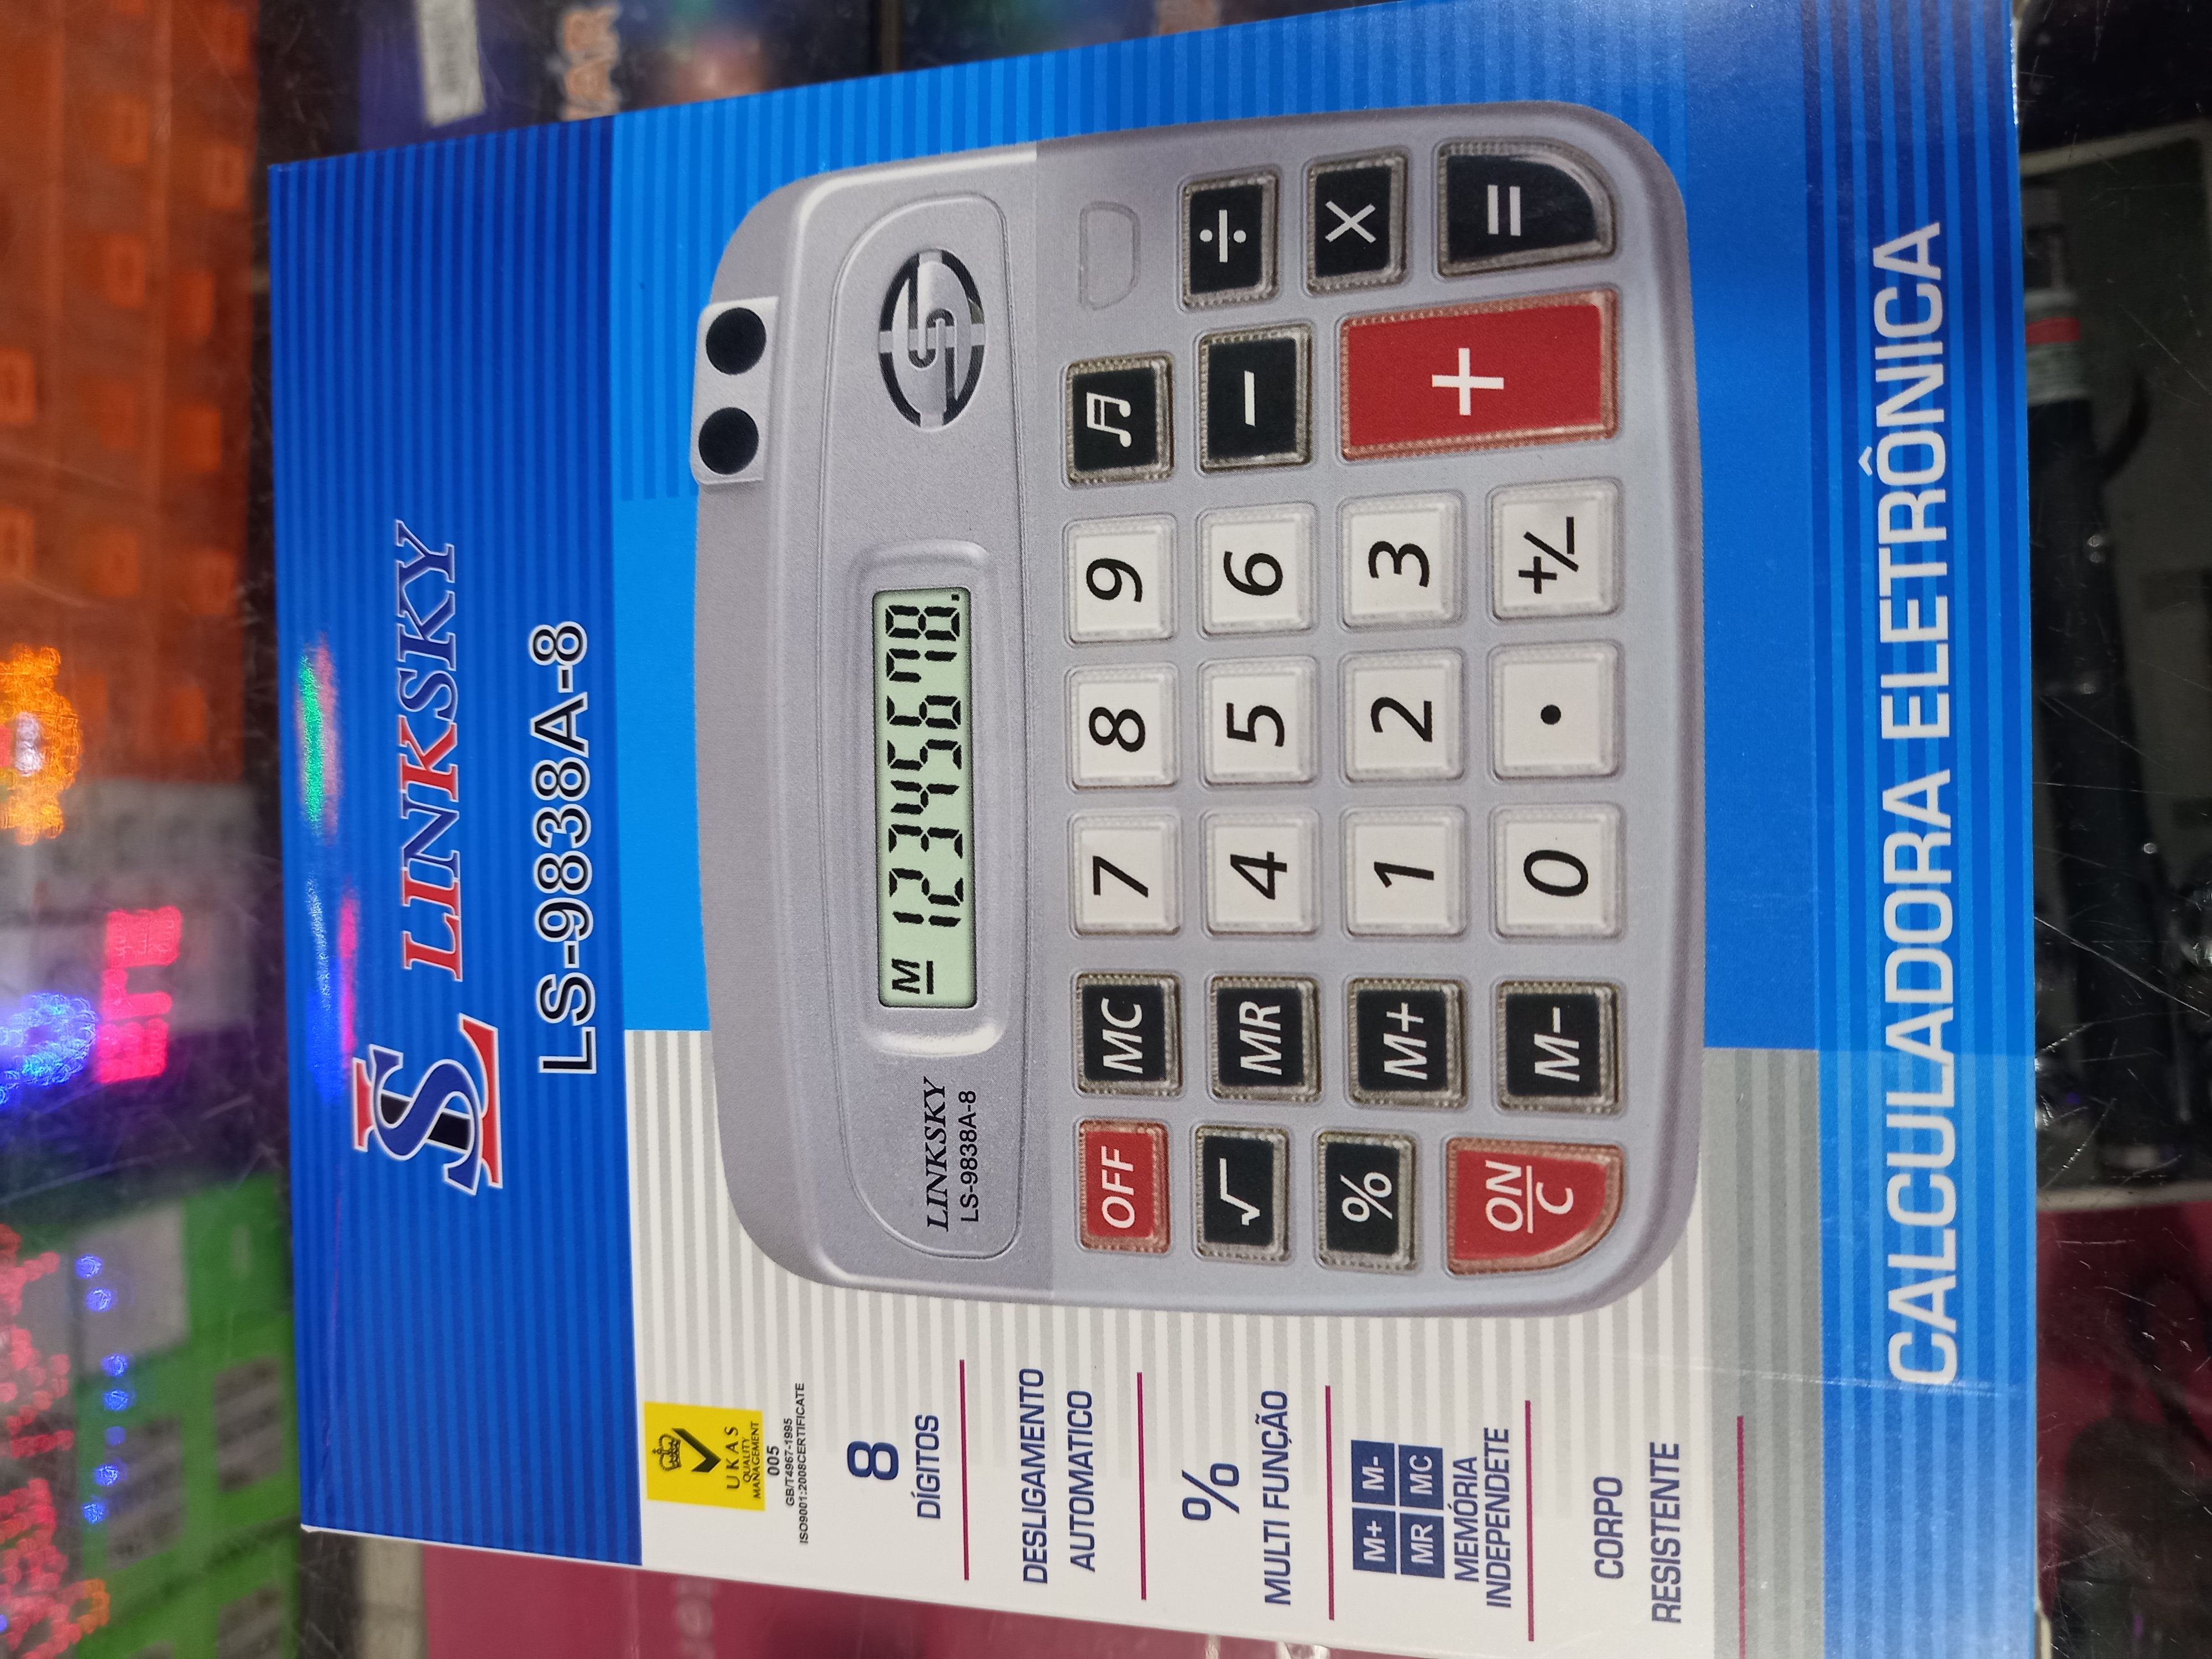 LS LINKSKY
LS-9838A-8
UKAS
QUALITY
MANAGEMENT
005
GB/T4967-1995
ISO9001:2008CERTIFICATE
8
DÍGITOS
DESLIGAMENTO
AUTOMATICO
%
MULTI FUNÇÃO
M+ M-
MR MC
MEMÓRIA
INDEPENDETE
CORPO
RESISTENTE
LINKSKY
LS-9838A-8
M
- 12345678.
OFF MC 7 8 9 ♬
√ MR 4 5 6 − ÷
% M+ 1 2 3 + X
ON/C M− 0 • +/− =
CALCULADORA ELETRÔNICA